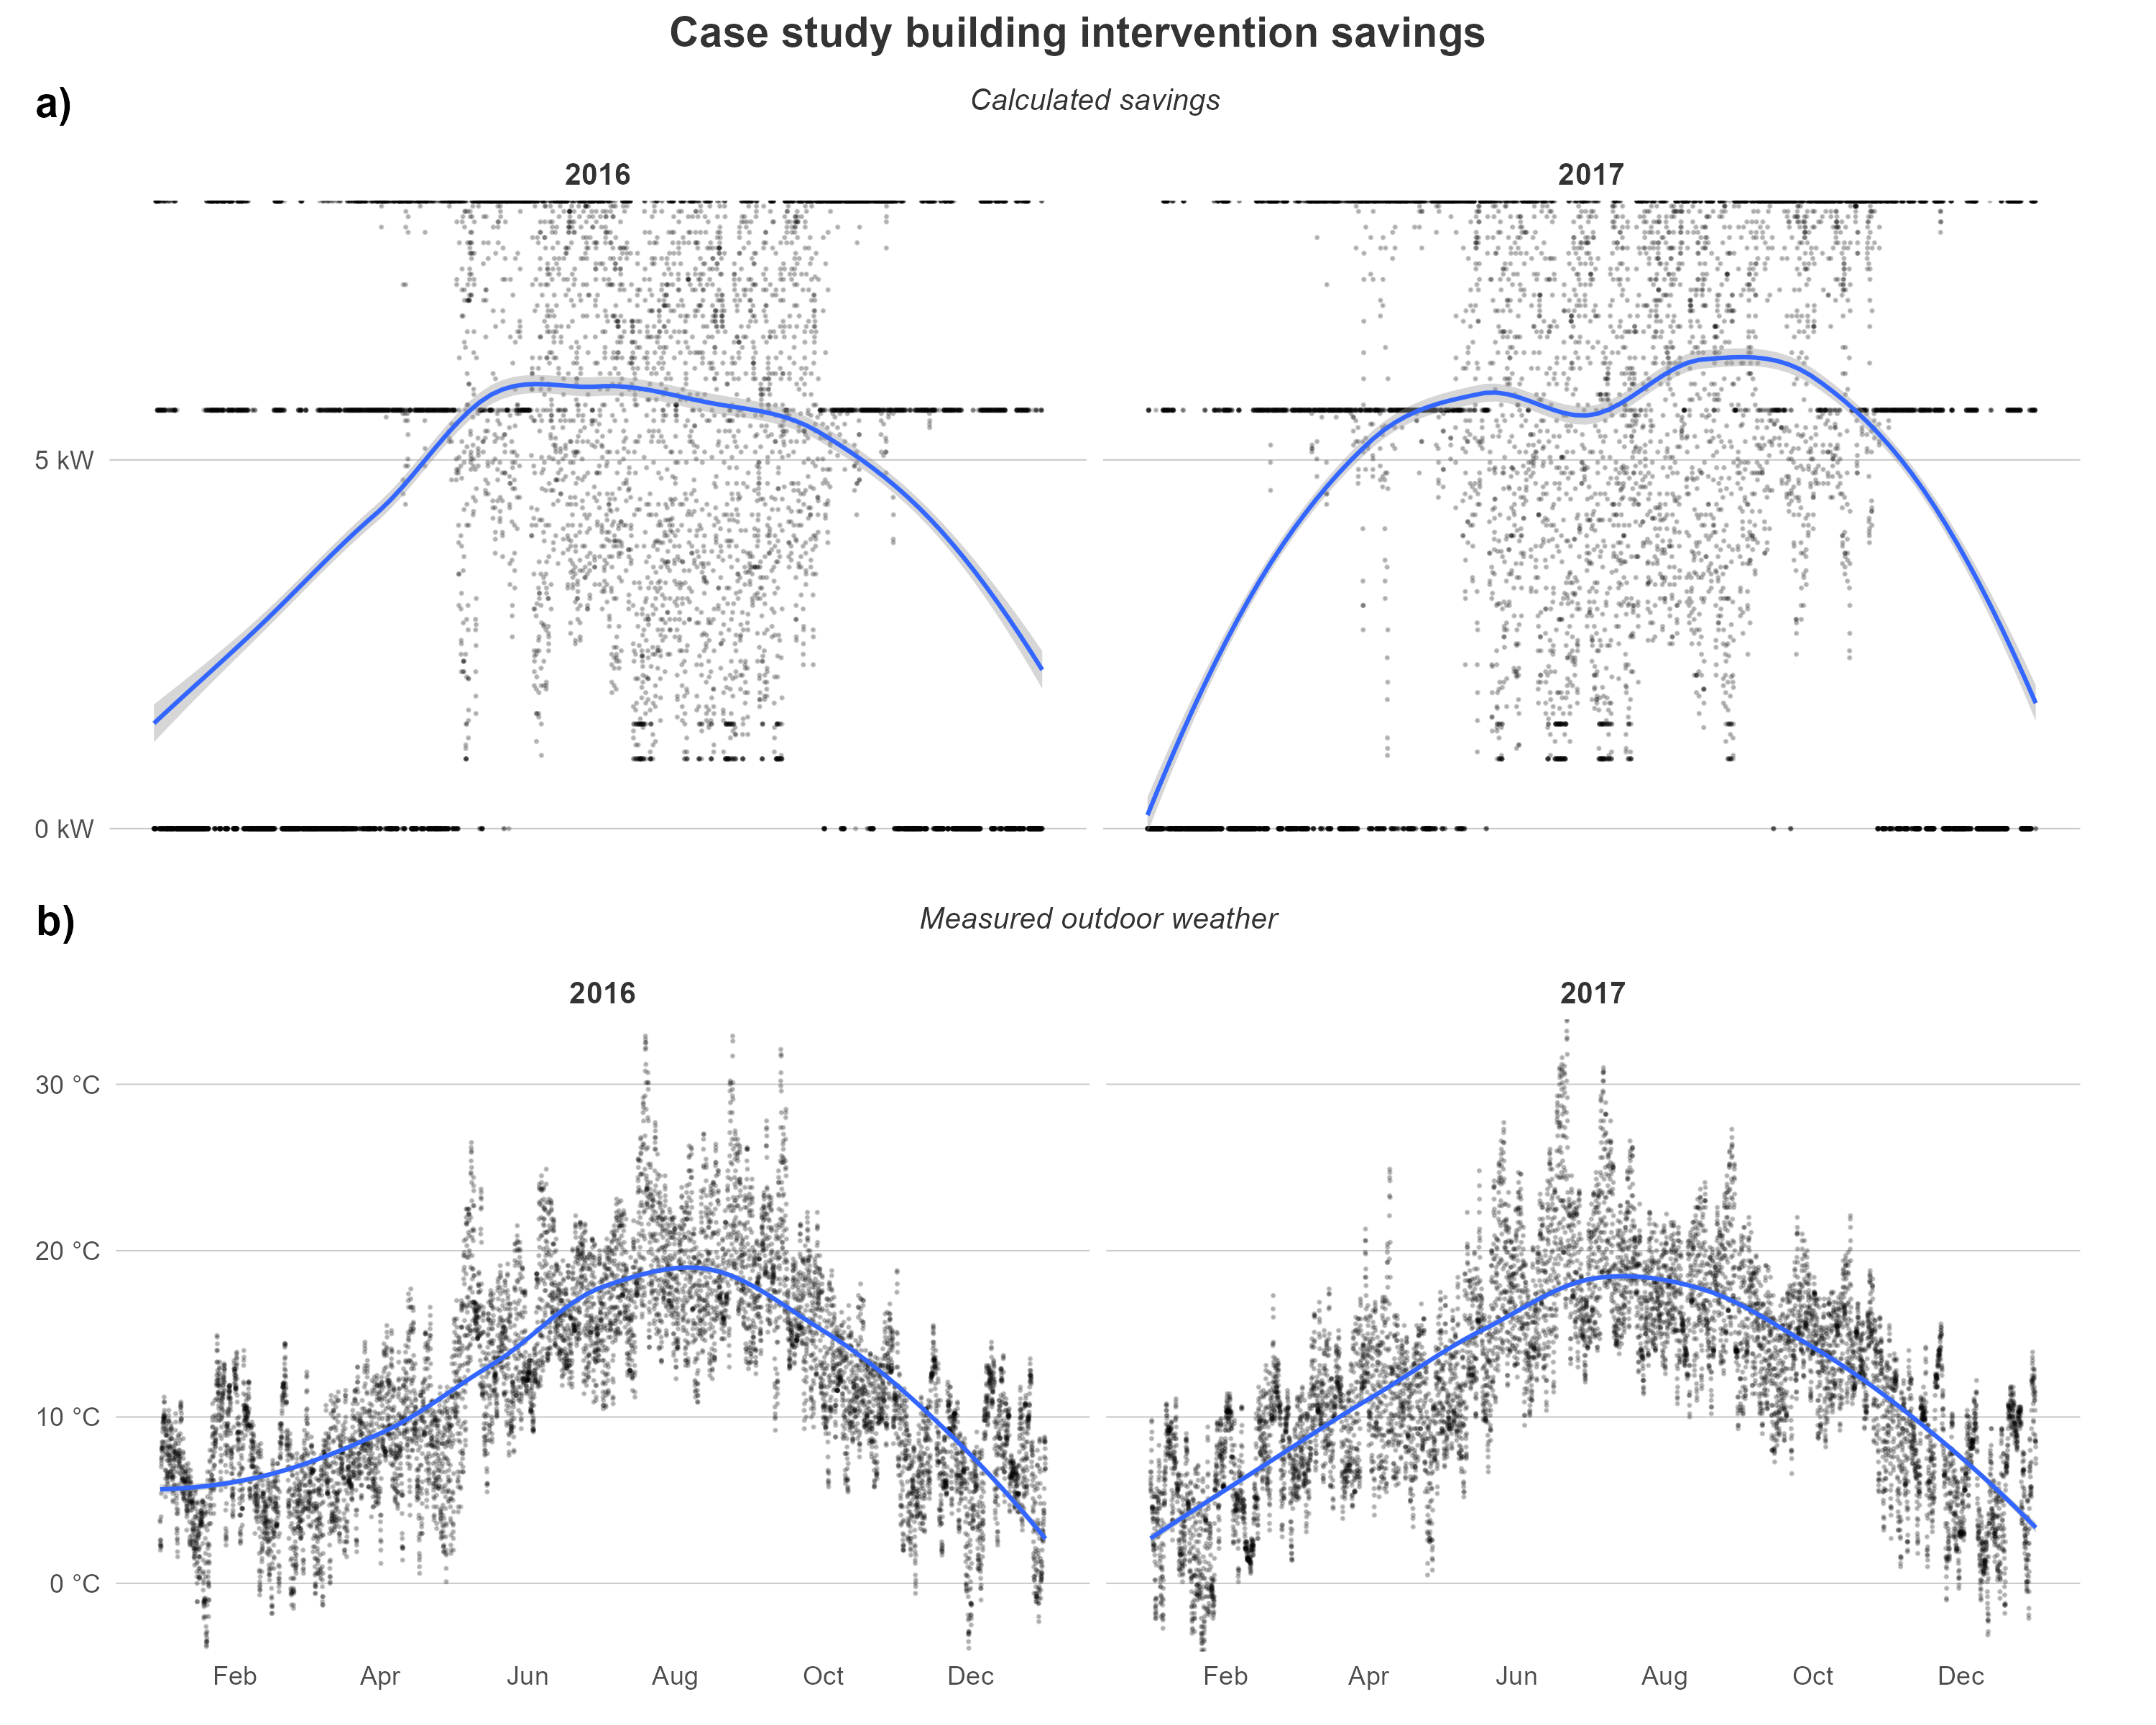 Case study building intervention savings
a)
Calculated savings
2016 2017
5 kW
0 kW
b)
Measured outdoor weather
2016 2017
30 °C
20 °C
10 °C
0 °C
Feb Apr Jun Aug Oct Dec Feb Apr Jun Aug Oct Dec